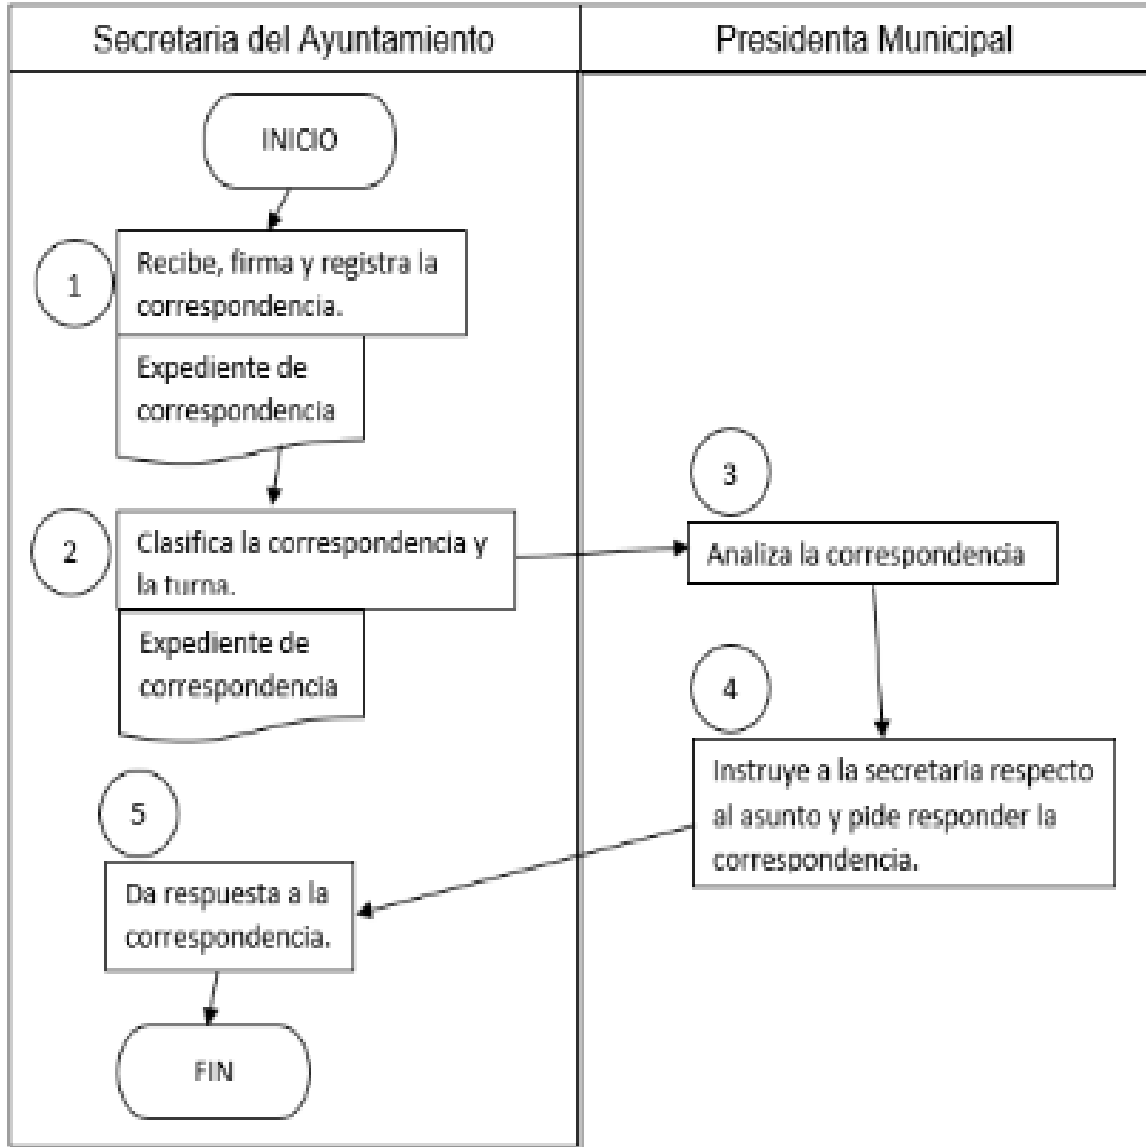 Secretaria del Ayuntamiento
Presidenta Municipal
INICIO
1
Recibe, firma y registra la
correspondencia.
Expediente de
correspondencia
2
Clasifica la correspondencia y
la turna.
Expediente de
correspondencia
3
Analiza la correspondencia
4
Instruye a la secretaria respecto
al asunto y pide responder la
correspondencia.
5
Da respuesta a la
correspondencia.
FIN